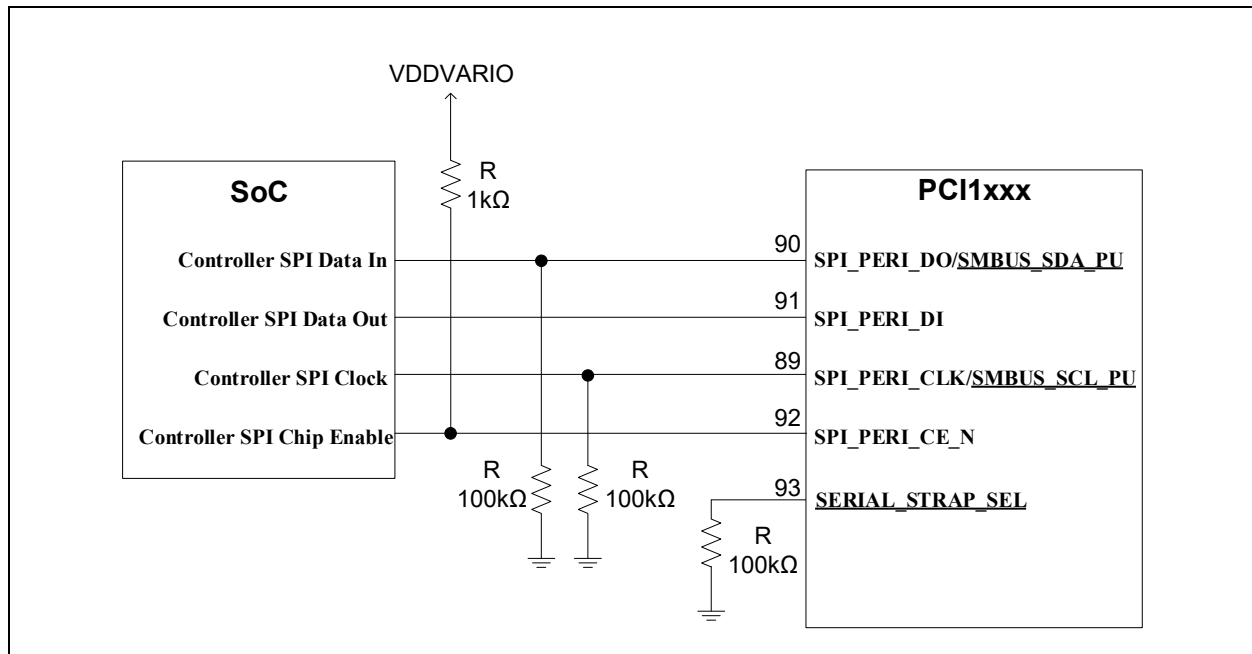 VDDVARIO
R
1kΩ
SoC
PCI1xxx
Controller SPI Data In
90
SPI_PERI_DO/SMBUS_SDA_PU
Controller SPI Data Out
91
SPI_PERI_DI
Controller SPI Clock
89
SPI_PERI_CLK/SMBUS_SCL_PU
Controller SPI Chip Enable
92
SPI_PERI_CE_N
R
100kΩ
R
100kΩ
93
SERIAL_STRAP_SEL
R
100kΩ